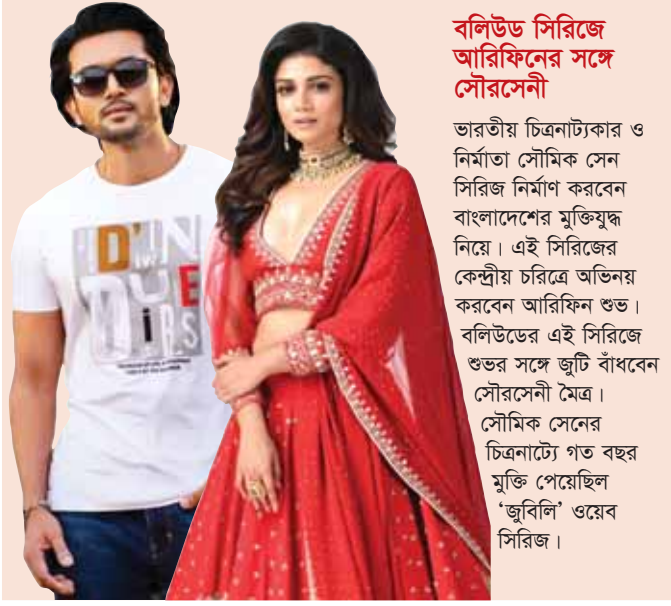 বলিউড সিরিজে
আরিফিনের সঙ্গে
সৌরসেনী
ভারতীয় চিত্রনাট্যকার ও
নির্মাতা সৌমিক সেন
সিরিজ নির্মাণ করবেন
বাংলাদেশের মুক্তিযুদ্ধ
নিয়ে। এই সিরিজের
কেন্দ্রীয় চরিত্রে অভিনয়
করবেন আরিফিন শুভ।
বলিউডের এই সিরিজে
শুভর সঙ্গে জুটি বাঁধবেন
সৌরসেনী মৈত্র।
সৌমিক সেনের
চিত্রনাট্যে গত বছর
মুক্তি পেয়েছিল
‘জুবিলি’ ওয়েব
সিরিজ।